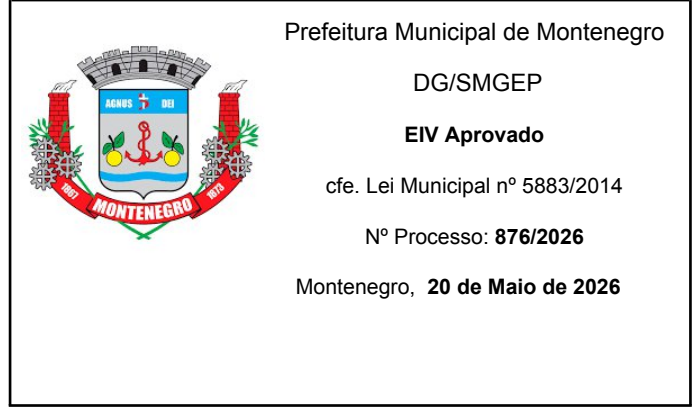 Prefeitura Municipal de Montenegro
DG/SMGEP
EIV Aprovado
cfe. Lei Municipal nº 5883/2014
Nº Processo: 876/2026
Montenegro, 20 de Maio de 2026
AGNUS DEI
1867 MONTENEGRO 1873